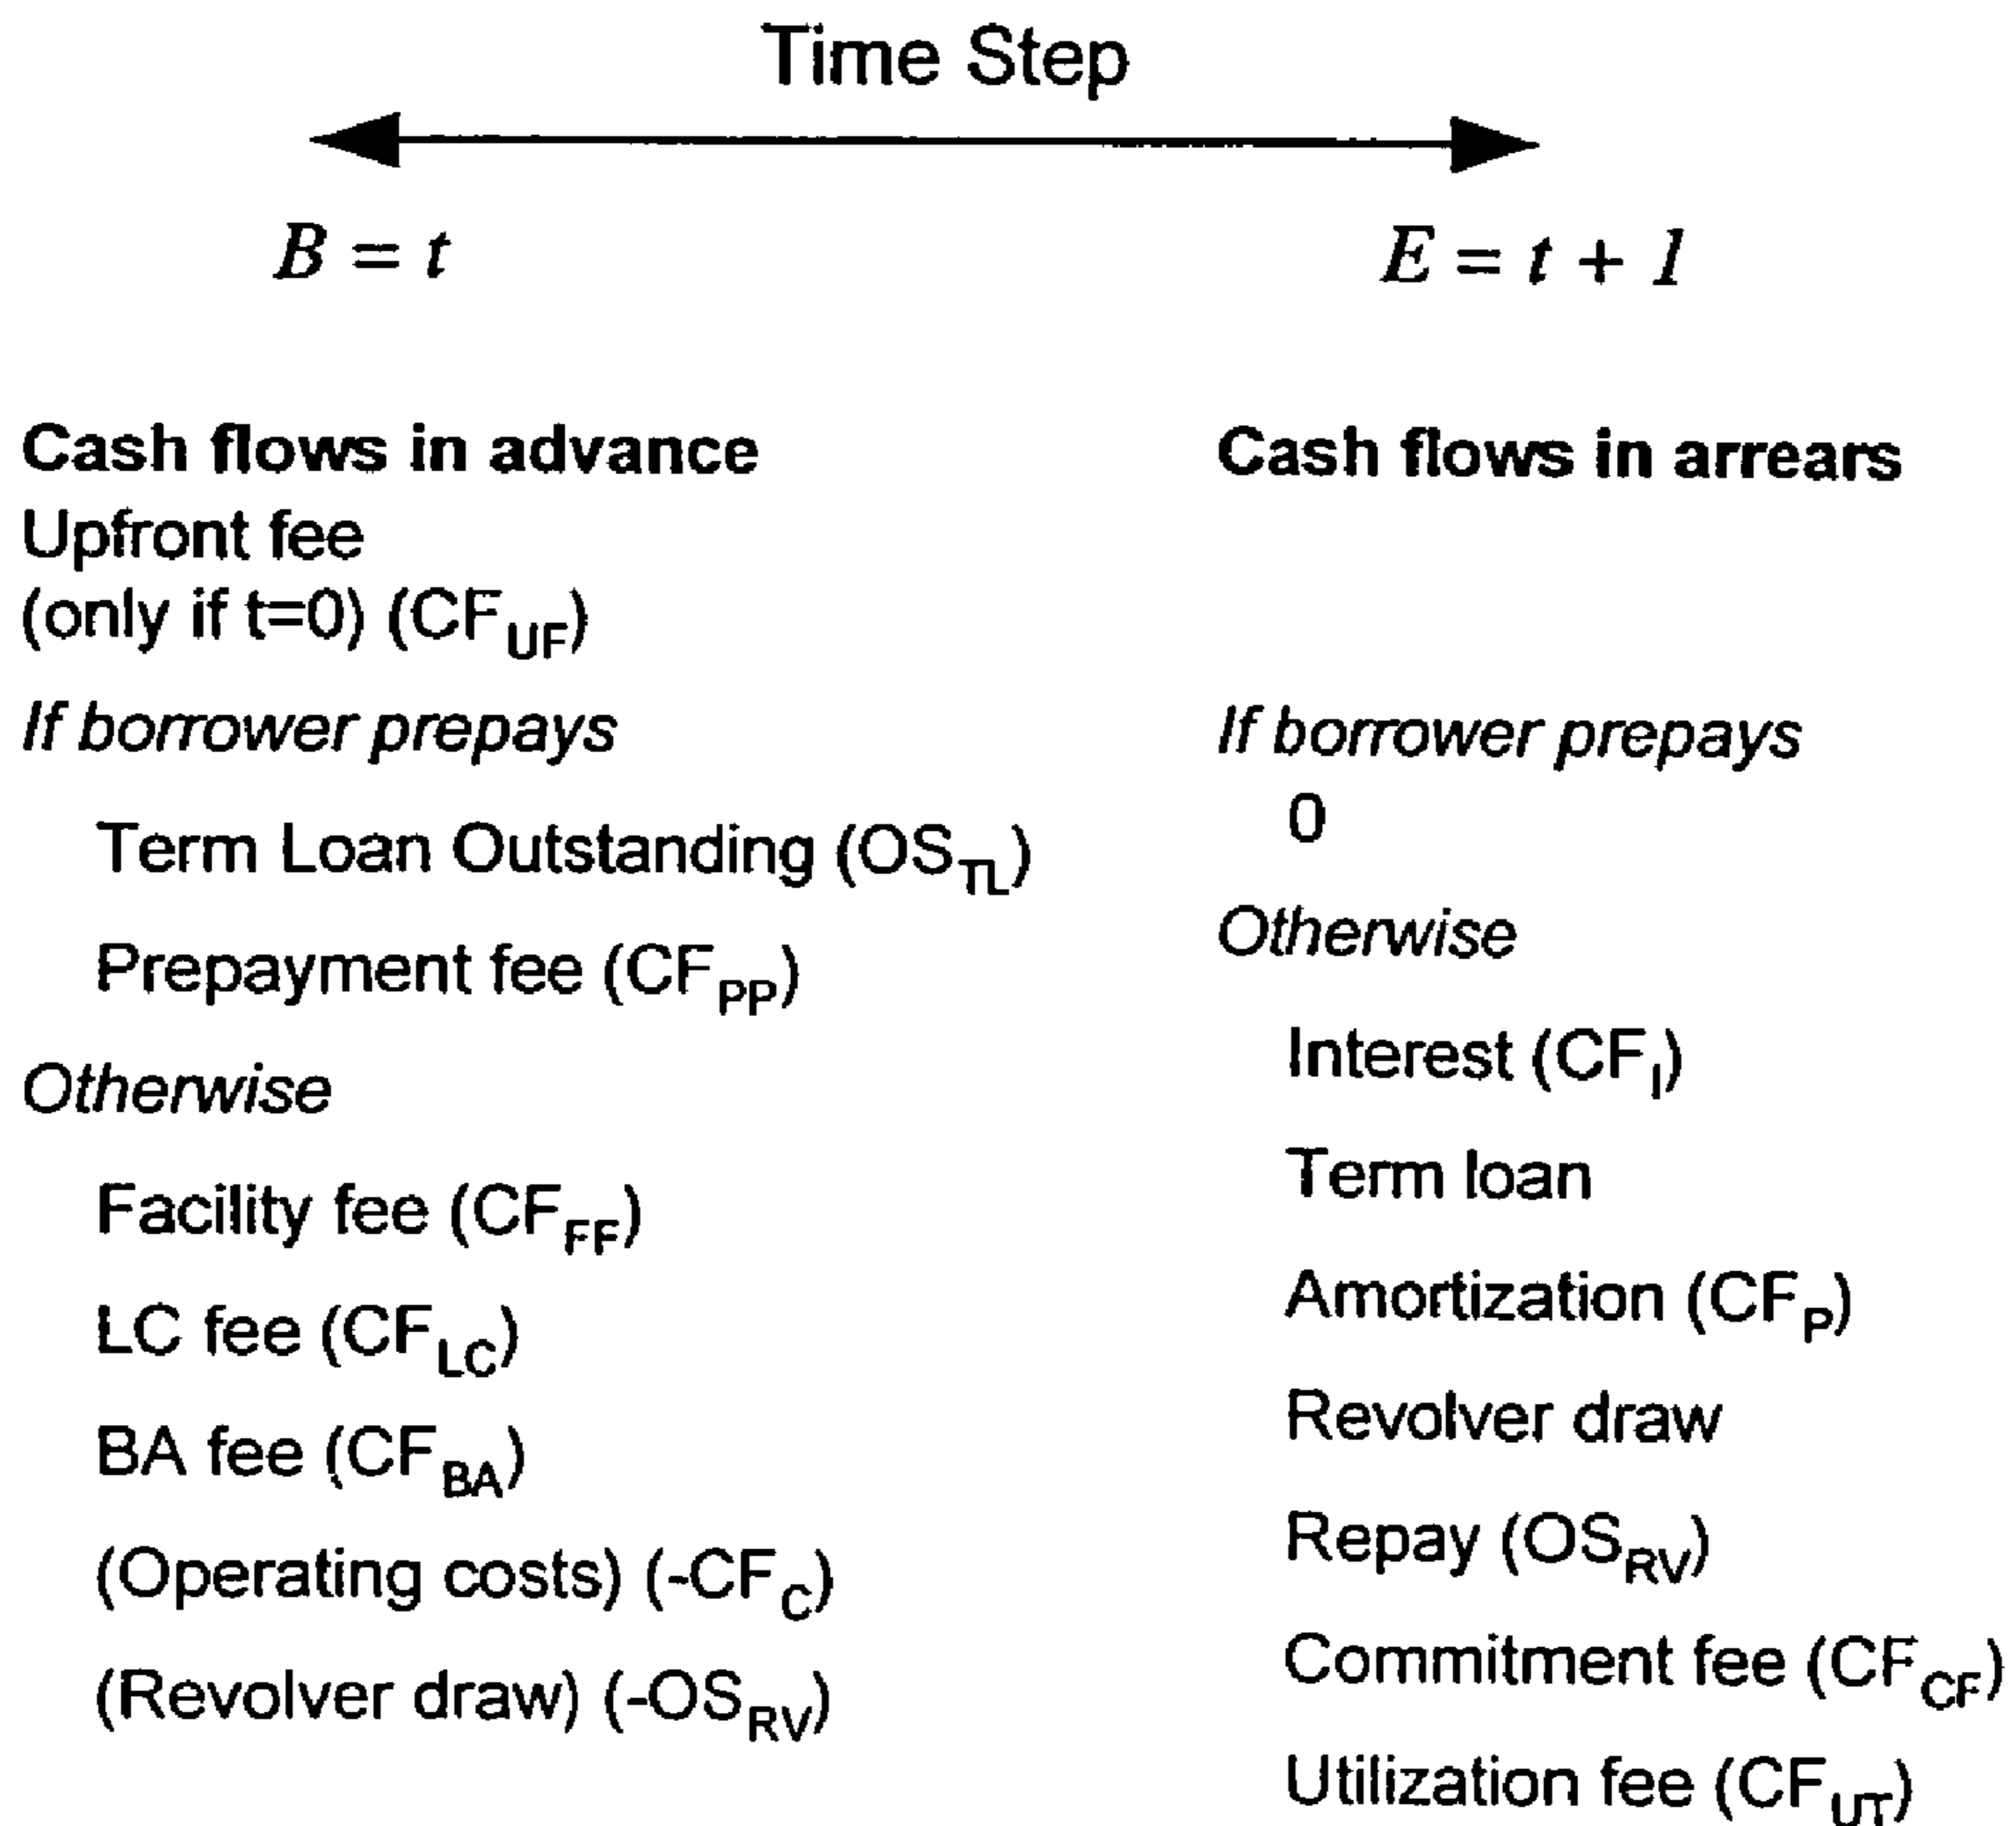 Time Step
B = t
E = t + 1
Cash flows in advance
Upfront fee
(only if t=0) (CF_UF)
If borrower prepays
Term Loan Outstanding (OS_TL)
Prepayment fee (CF_PP)
Otherwise
Facility fee (CF_FF)
LC fee (CF_LC)
BA fee (CF_BA)
(Operating costs) (-CF_C)
(Revolver draw) (-OS_RV)
Cash flows in arrears
If borrower prepays
0
Otherwise
Interest (CF_I)
Term loan
Amortization (CF_P)
Revolver draw
Repay (OS_RV)
Commitment fee (CF_CF)
Utilization fee (CF_UT)